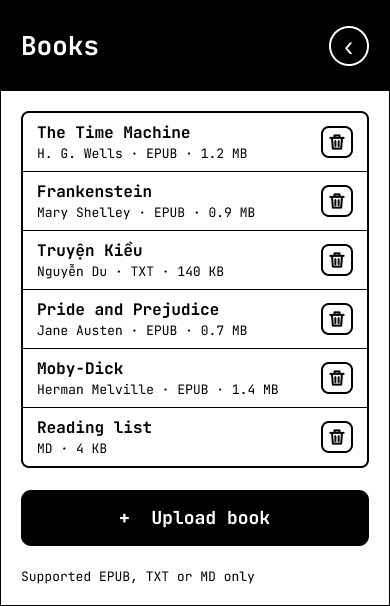 Books
The Time Machine
H. G. Wells · EPUB · 1.2 MB
Frankenstein
Mary Shelley · EPUB · 0.9 MB
Truyện Kiều
Nguyễn Du · TXT · 140 KB
Pride and Prejudice
Jane Austen · EPUB · 0.7 MB
Moby-Dick
Herman Melville · EPUB · 1.4 MB
Reading list
MD · 4 KB
+ Upload book
Supported EPUB, TXT or MD only